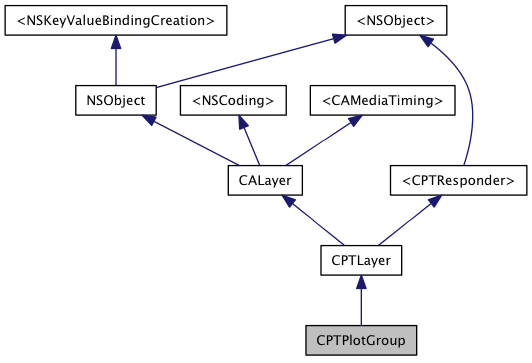 <NSKeyValueBindingCreation>
<NSObject>
NSObject
<NSCoding>
<CAMediaTiming>
CALayer
<CPTResponder>
CPTLayer
CPTPlotGroup